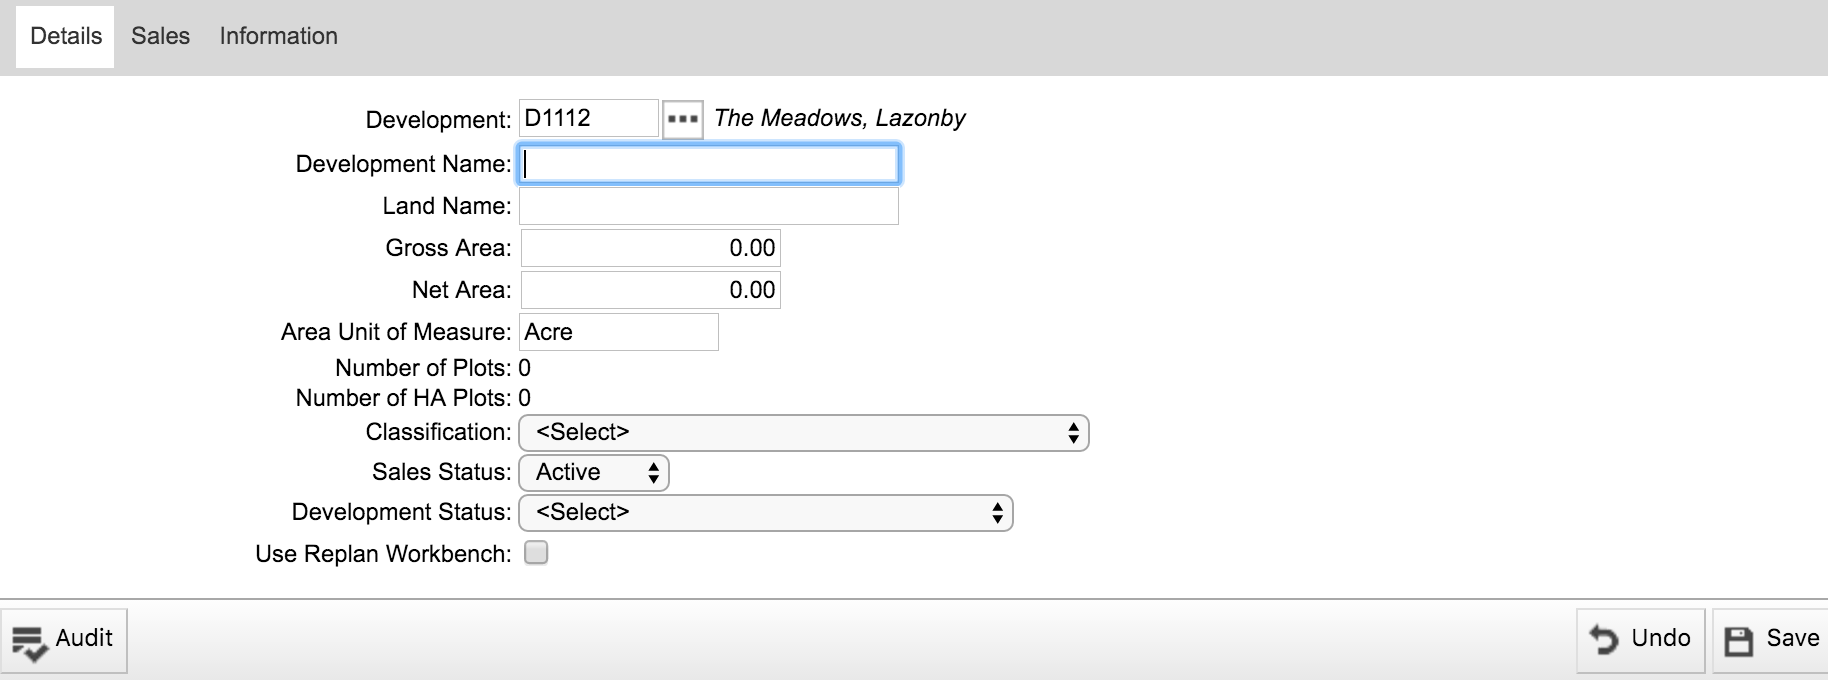 Details Sales Information
Development: D1112 The Meadows, Lazonby
Development Name:
Land Name:
Gross Area: 0.00
Net Area: 0.00
Area Unit of Measure: Acre
Number of Plots: 0
Number of HA Plots: 0
Classification: <Select>
Sales Status: Active
Development Status: <Select>
Use Replan Workbench:
Audit Undo Save